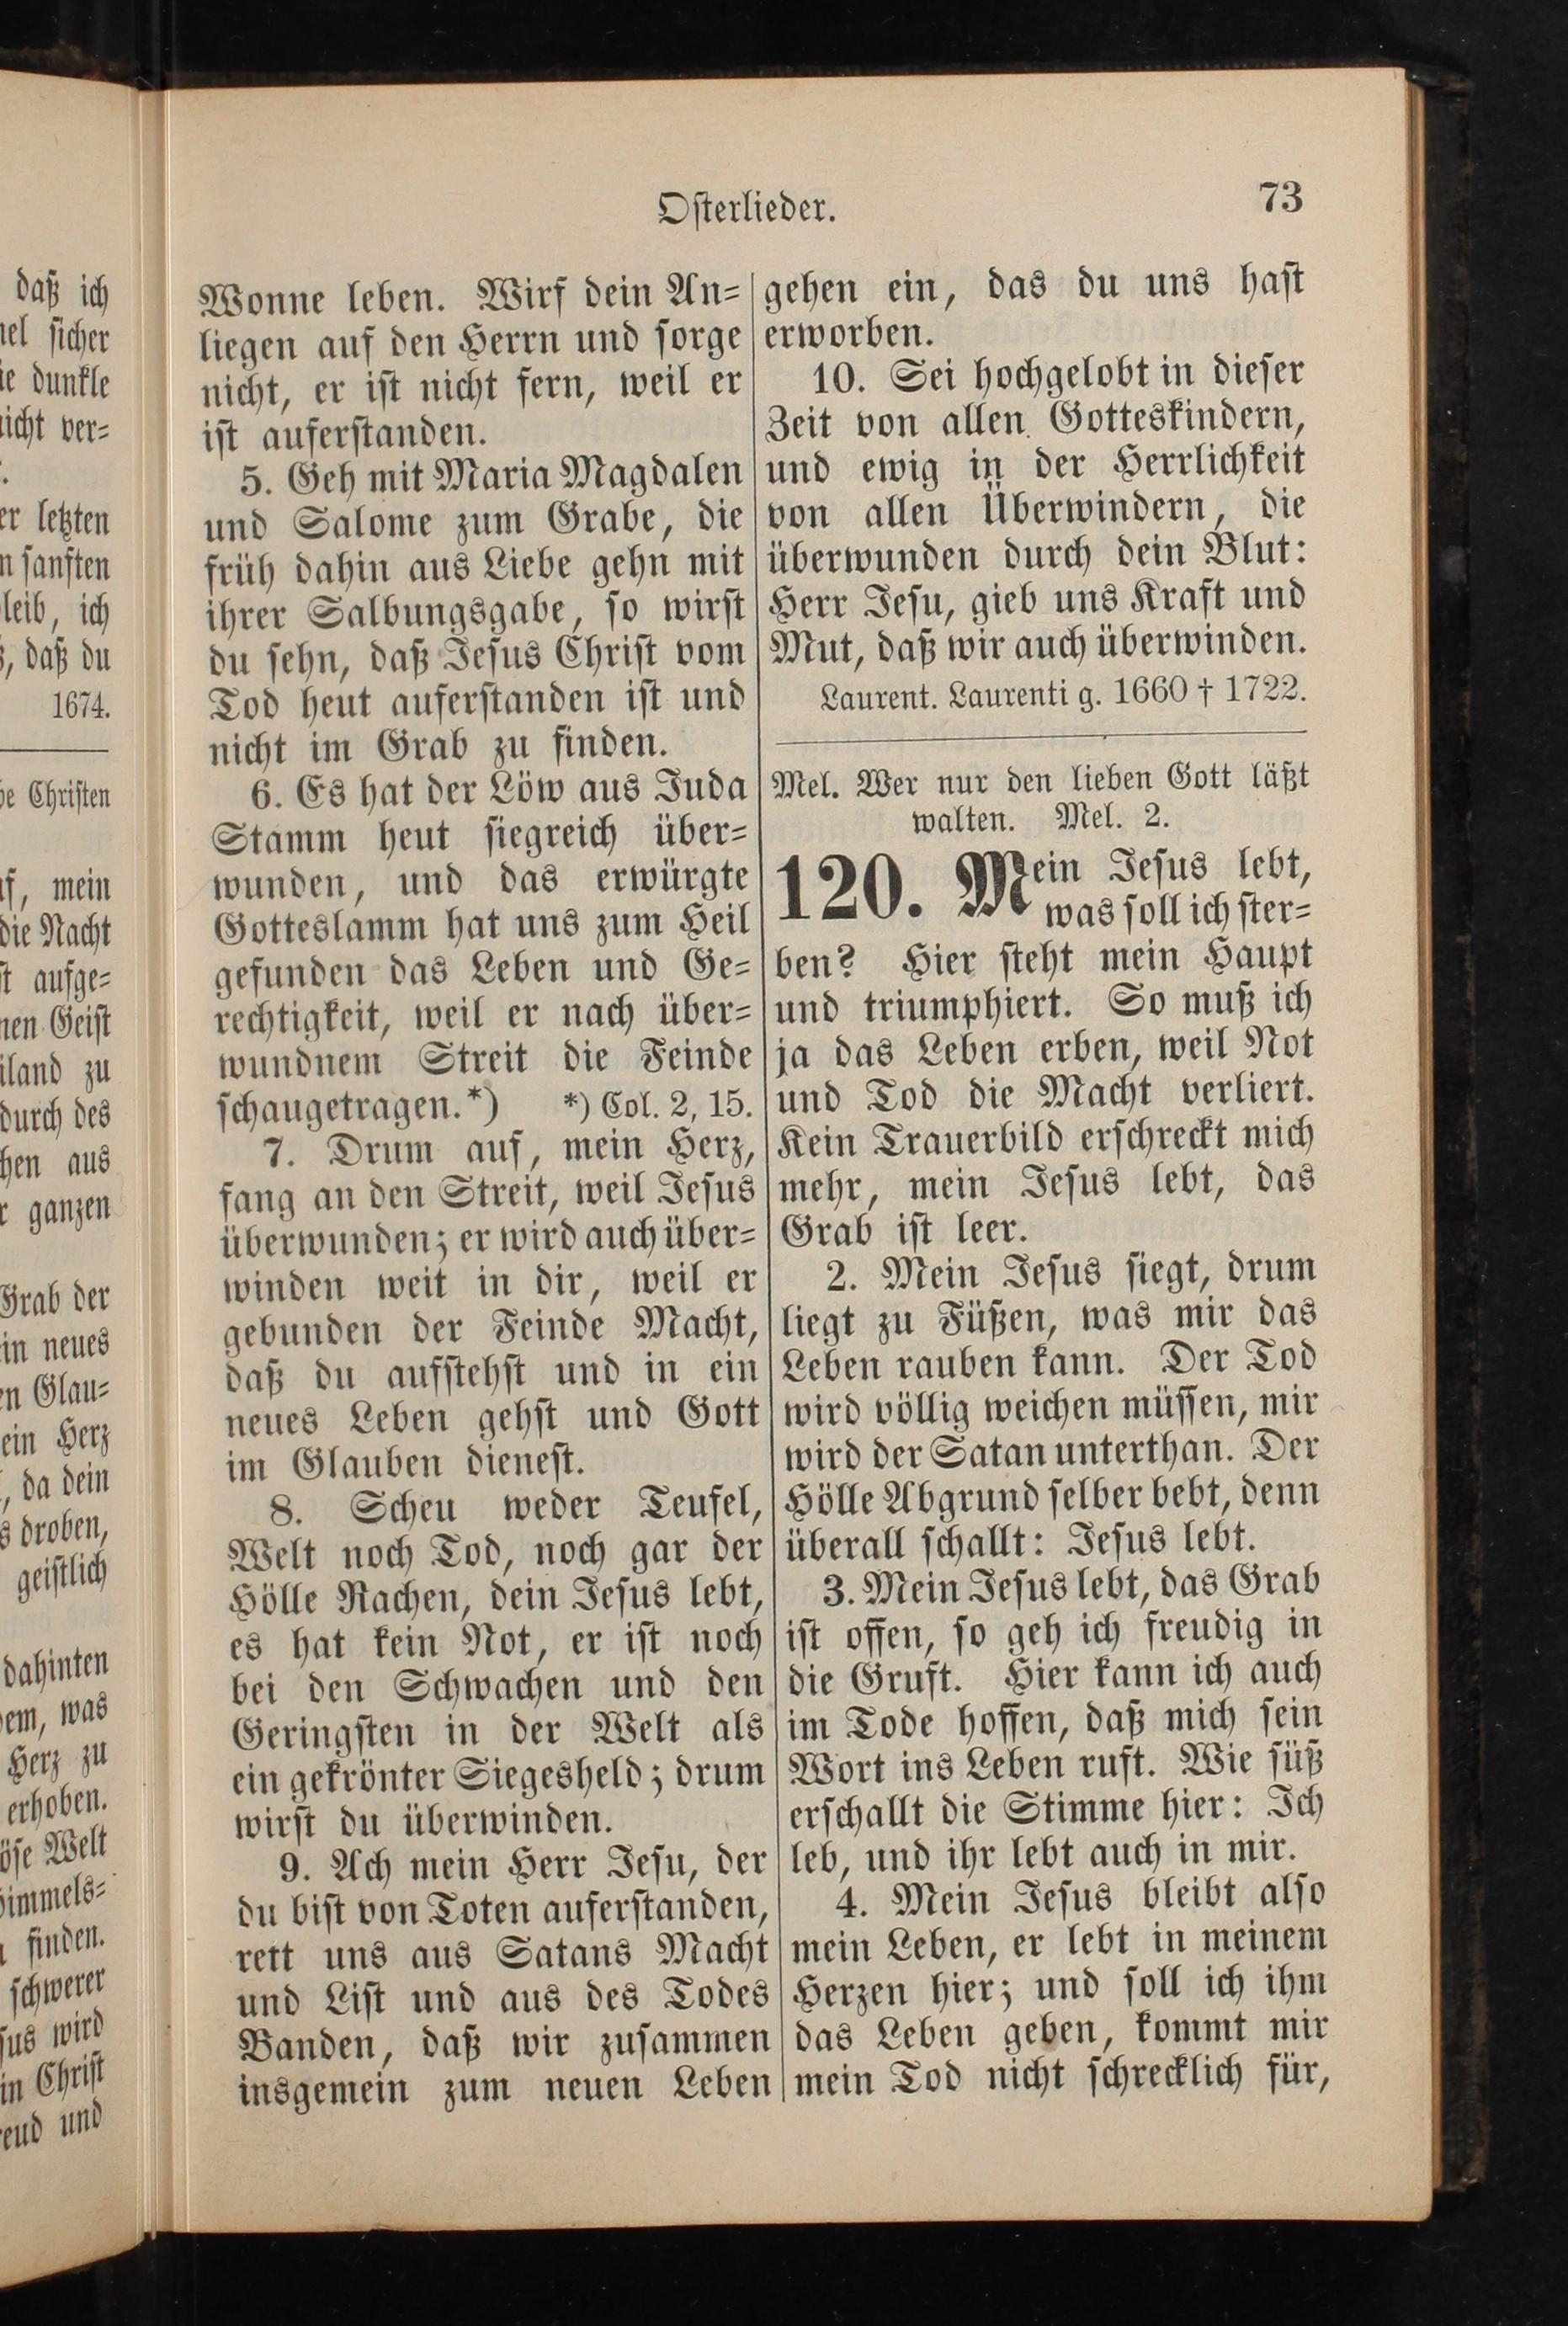 Osterlieder.
73
Wonne leben. Wirf dein An-
liegen auf den Herrn und sorge
nicht, er ist nicht fern, weil er
ist auferstanden.
5. Geh mit Maria Magdalen
und Salome zum Grabe, die
früh dahin aus Liebe gehn mit
ihrer Salbungsgabe, so wirst
du sehn, daß Jesus Christ vom
Tod heut auferstanden ist und
nicht im Grab zu finden.
6. Es hat der Löw aus Juda
Stamm heut siegreich über-
wunden, und das erwürgte
Gotteslamm hat uns zum Heil
gefunden das Leben und Ge-
rechtigkeit, weil er nach über-
wundnem Streit die Feinde
schaugetragen.*) *) Col. 2, 15.
7. Drum auf, mein Herz,
fang an den Streit, weil Jesus
überwunden; er wird auch über-
winden weit in dir, weil er
gebunden der Feinde Macht,
daß du aufstehst und in ein
neues Leben gehst und Gott
im Glauben dienest.
8. Scheu weder Teufel,
Welt noch Tod, noch gar der
Hölle Rachen, dein Jesus lebt,
es hat kein Not, er ist noch
bei den Schwachen und den
Geringsten in der Welt als
ein gekrönter Siegesheld; drum
wirst du überwinden.
9. Ach mein Herr Jesu, der
du bist von Toten auferstanden,
rett uns aus Satans Macht
und List und aus des Todes
Banden, daß wir zusammen
insgemein zum neuen Leben
gehen ein, das du uns hast
erworben.
10. Sei hochgelobt in dieser
Zeit von allen Gotteskindern,
und ewig in der Herrlichkeit
von allen Überwindern, die
überwunden durch dein Blut:
Herr Jesu, gieb uns Kraft und
Mut, daß wir auch überwinden.
Laurent. Laurenti g. 1660 † 1722.
Mel. Wer nur den lieben Gott läßt
walten. Mel. 2.
120. Mein Jesus lebt,
was soll ich ster-
ben? Hier steht mein Haupt
und triumphiert. So muß ich
ja das Leben erben, weil Not
und Tod die Macht verliert.
Kein Trauerbild erschreckt mich
mehr, mein Jesus lebt, das
Grab ist leer.
2. Mein Jesus siegt, drum
liegt zu Füßen, was mir das
Leben rauben kann. Der Tod
wird völlig weichen müssen, mir
wird der Satan unterthan. Der
Hölle Abgrund selber bebt, denn
überall schallt: Jesus lebt.
3. Mein Jesus lebt, das Grab
ist offen, so geh ich freudig in
die Gruft. Hier kann ich auch
im Tode hoffen, daß mich sein
Wort ins Leben ruft. Wie süß
erschallt die Stimme hier: Ich
leb, und ihr lebt auch in mir.
4. Mein Jesus bleibt also
mein Leben, er lebt in meinem
Herzen hier; und soll ich ihm
das Leben geben, kommt mir
mein Tod nicht schrecklich für,